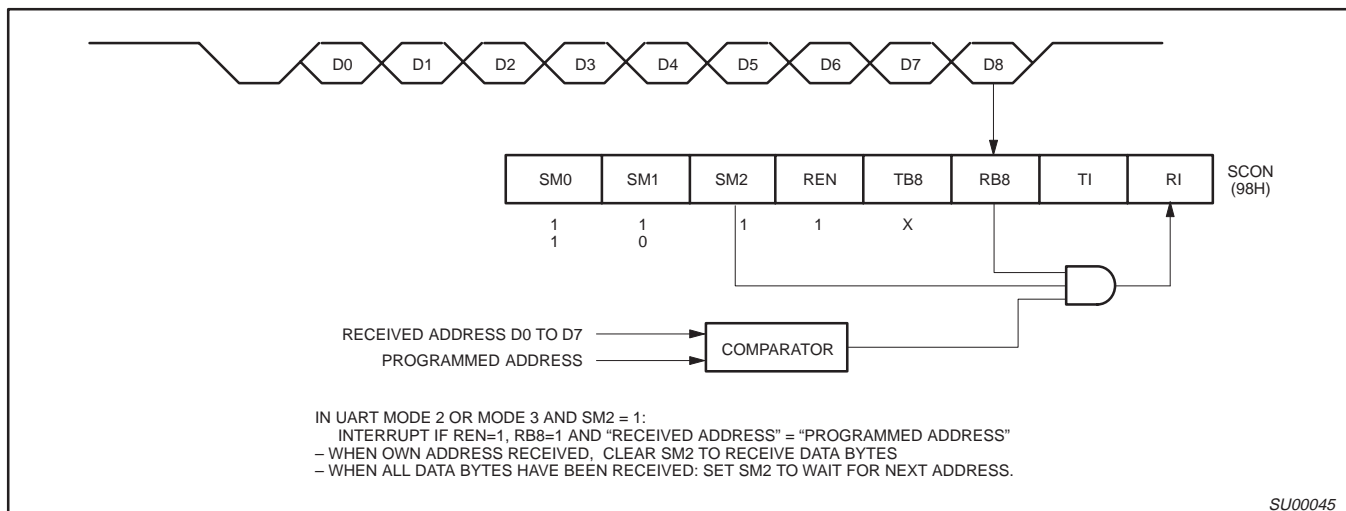 D0 D1 D2 D3 D4 D5 D6 D7 D8
SM0 SM1 SM2 REN TB8 RB8 TI RI
SCON
(98H)
1 1 1 1 X
1 0
RECEIVED ADDRESS D0 TO D7
PROGRAMMED ADDRESS
COMPARATOR
IN UART MODE 2 OR MODE 3 AND SM2 = 1:
INTERRUPT IF REN=1, RB8=1 AND “RECEIVED ADDRESS” = “PROGRAMMED ADDRESS”
– WHEN OWN ADDRESS RECEIVED, CLEAR SM2 TO RECEIVE DATA BYTES
– WHEN ALL DATA BYTES HAVE BEEN RECEIVED: SET SM2 TO WAIT FOR NEXT ADDRESS.
SU00045